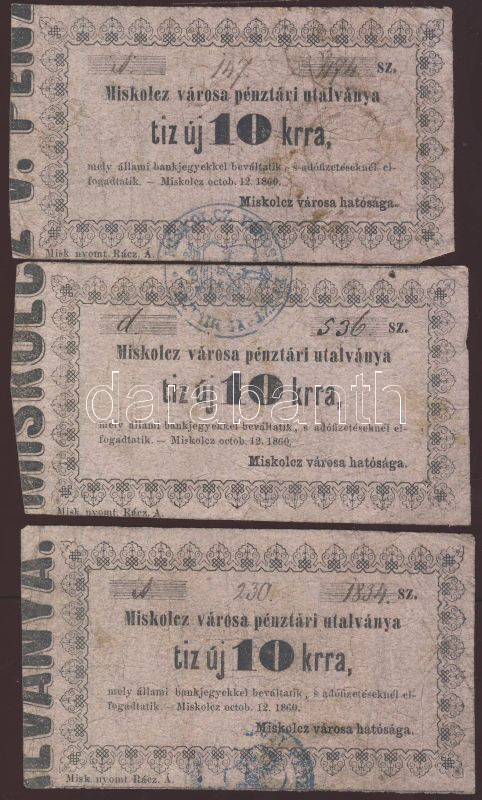 SZ V. PÉN
147 sz.
Miskolcz városa pénztári utalványa
tiz új 10 krra,
mely állami bankjegyekkel beváltatik, s adófizetéseknél el-
fogadtatik. — Miskolcz octob. 12. 1860.
Miskolcz városa hatósága.
Misk nyomt. Rácz. A.
MISKOLC
d 536 sz.
Miskolcz városa pénztári utalványa
tiz új 10 krra,
mely állami bankjegyekkel beváltatik, s adófizetéseknél el-
fogadtatik. — Miskolcz octob. 12. 1860.
Miskolcz városa hatósága.
Misk. nyomt. Rácz. A.
darabanth
LVÁNYA.
A 230 1834. sz.
Miskolcz városa pénztári utalványa
tiz új 10 krra,
mely állami bankjegyekkel beváltatik, s adófizetéseknél el-
fogadtatik. — Miskolcz octob. 12. 1860.
Miskolcz városa hatósága.
Misk nyomt. Rácz. A.